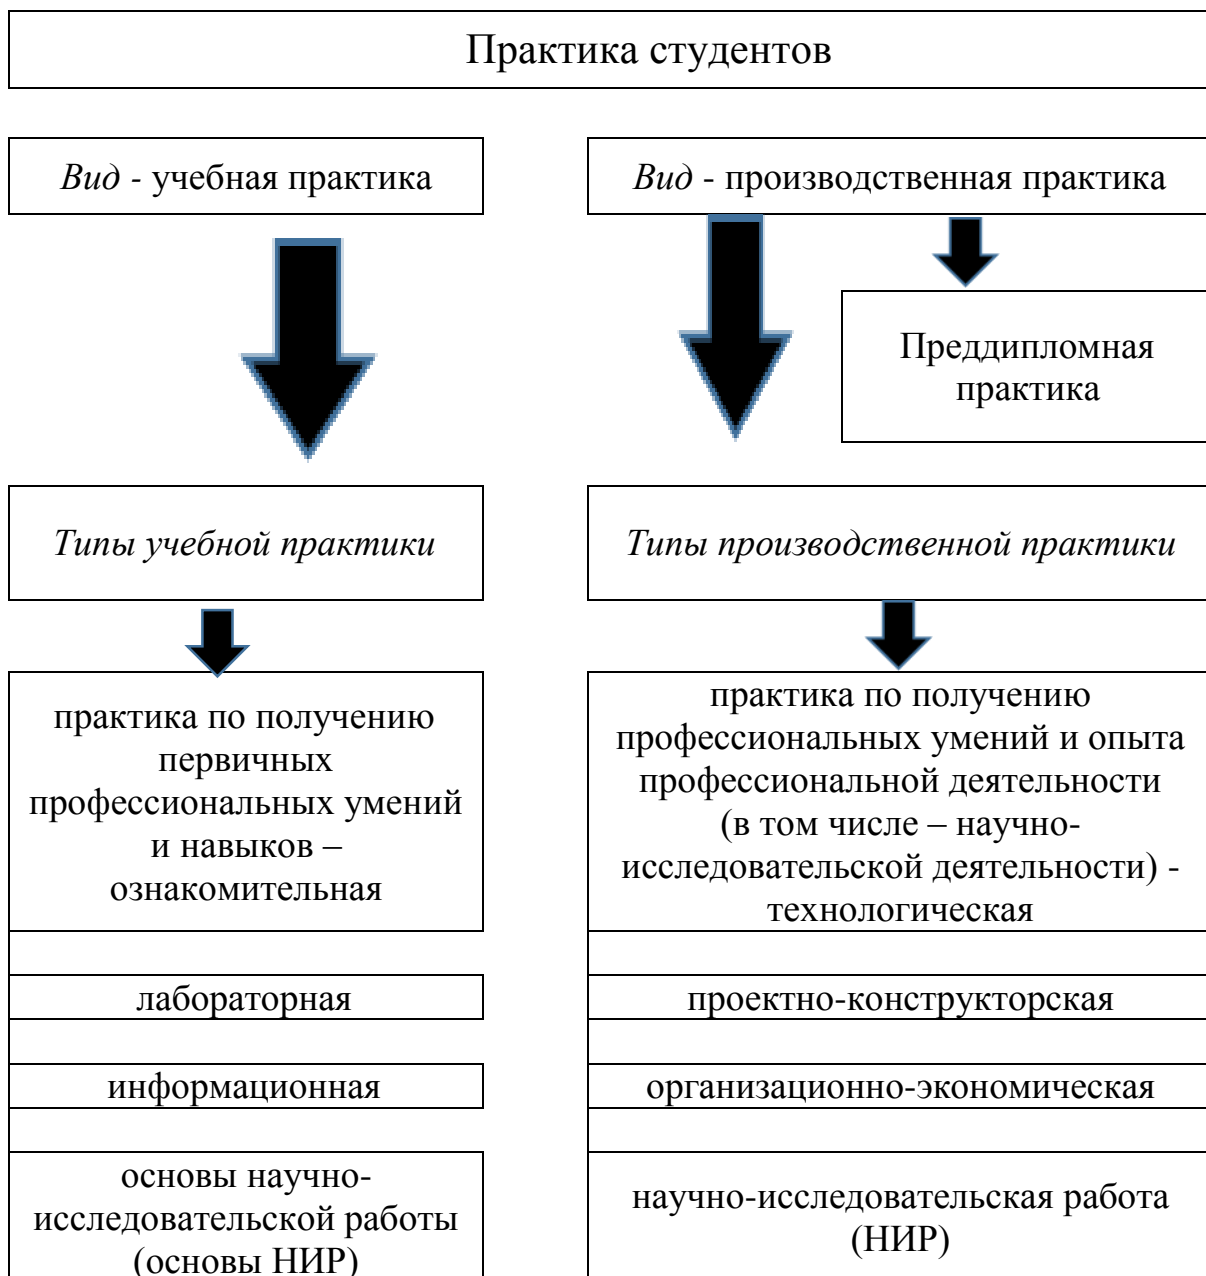 Практика студентов
Вид - учебная практика
Вид - производственная практика
Преддипломная
практика
Типы учебной практики
Типы производственной практики
практика по получению
первичных
профессиональных умений
и навыков –
ознакомительная
практика по получению
профессиональных умений и опыта
профессиональной деятельности
(в том числе – научно-
исследовательской деятельности) -
технологическая
лабораторная
проектно-конструкторская
информационная
организационно-экономическая
основы научно-
исследовательской работы
(основы НИР)
научно-исследовательская работа
(НИР)